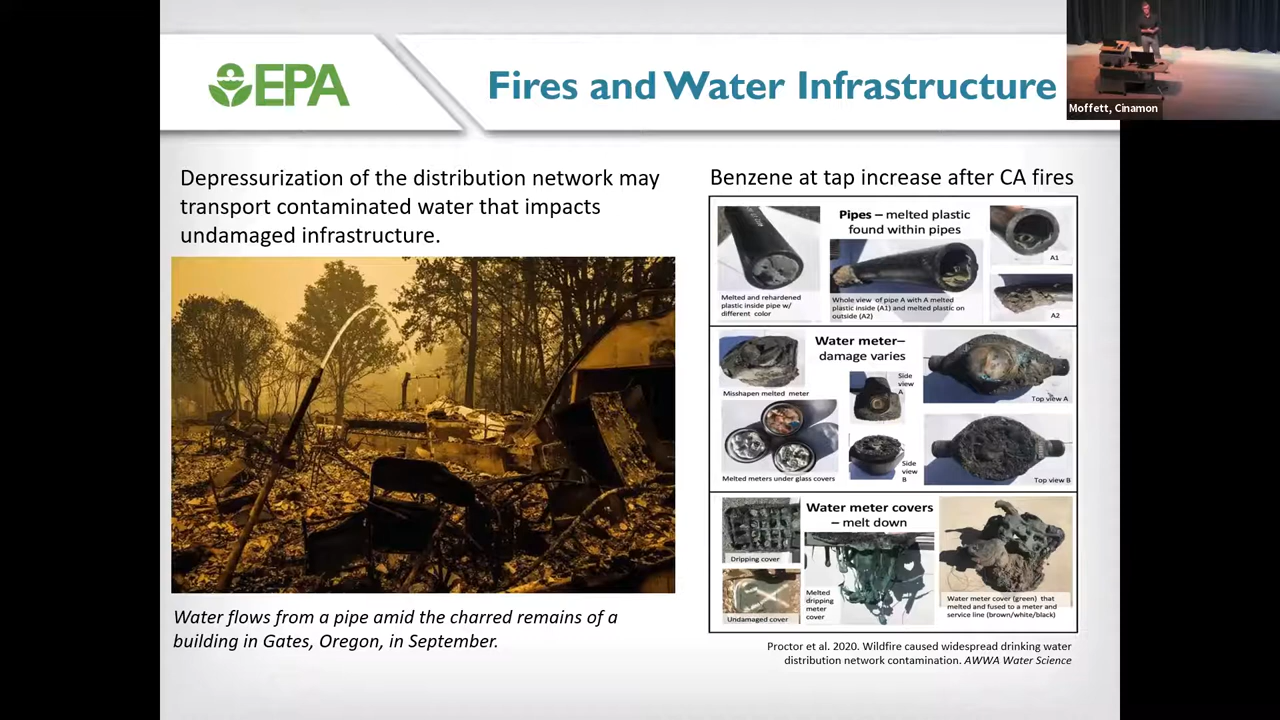 EPA
Fires and Water Infrastructure
Moffett, Cinamon
Depressurization of the distribution network may
transport contaminated water that impacts
undamaged infrastructure.
Water flows from a pipe amid the charred remains of a
building in Gates, Oregon, in September.
Benzene at tap increase after CA fires
Pipes – melted plastic
found within pipes
A1
Melted and rehardened
plastic inside pipe w/
different color
Whole view of pipe A with A melted
plastic inside (A1) and melted plastic on
outside (A2)
A2
Water meter–
damage varies
Misshapen melted meter
Side
view
A
Top view A
Melted meters under glass covers
Side
view
B
Top view B
Water meter covers
– melt down
Dripping cover
Melted
dripping
meter
cover
Undamaged cover
Water meter cover (green) that
melted and fused to a meter and
service line (brown/white/black)
Proctor et al. 2020. Wildfire caused widespread drinking water
distribution network contamination. AWWA Water Science